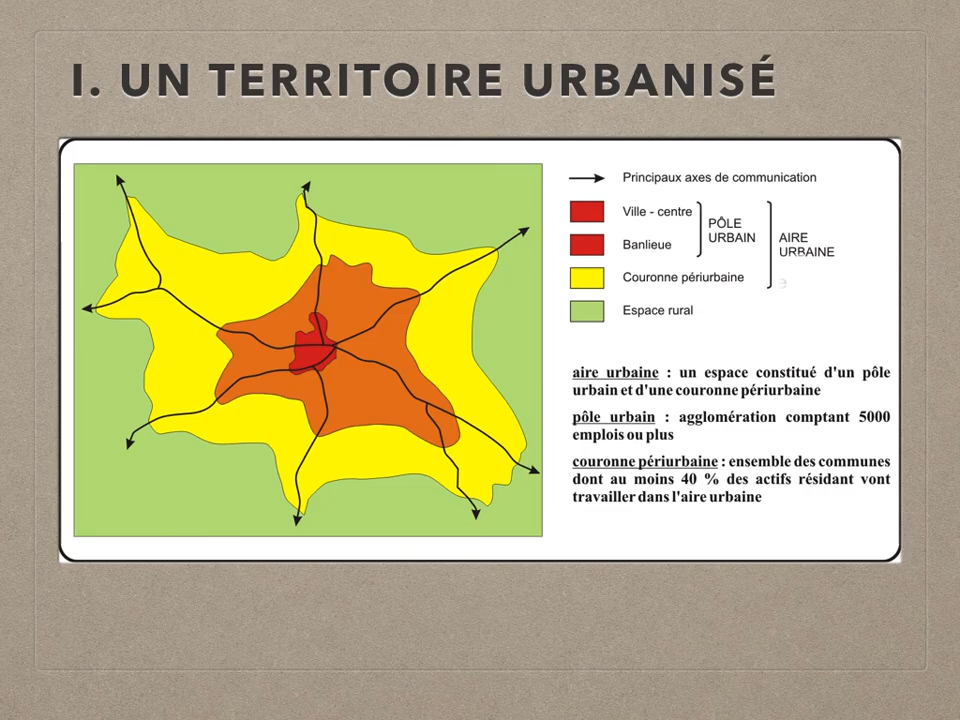 I. UN TERRITOIRE URBANISÉ
Principaux axes de communication
Ville - centre
Banlieue
PÔLE
URBAIN
AIRE
URBAINE
Couronne périurbaine
e
Espace rural
aire urbaine : un espace constitué d'un pôle
urbain et d'une couronne périurbaine
pôle urbain : agglomération comptant 5000
emplois ou plus
couronne périurbaine : ensemble des communes
dont au moins 40 % des actifs résidant vont
travailler dans l'aire urbaine